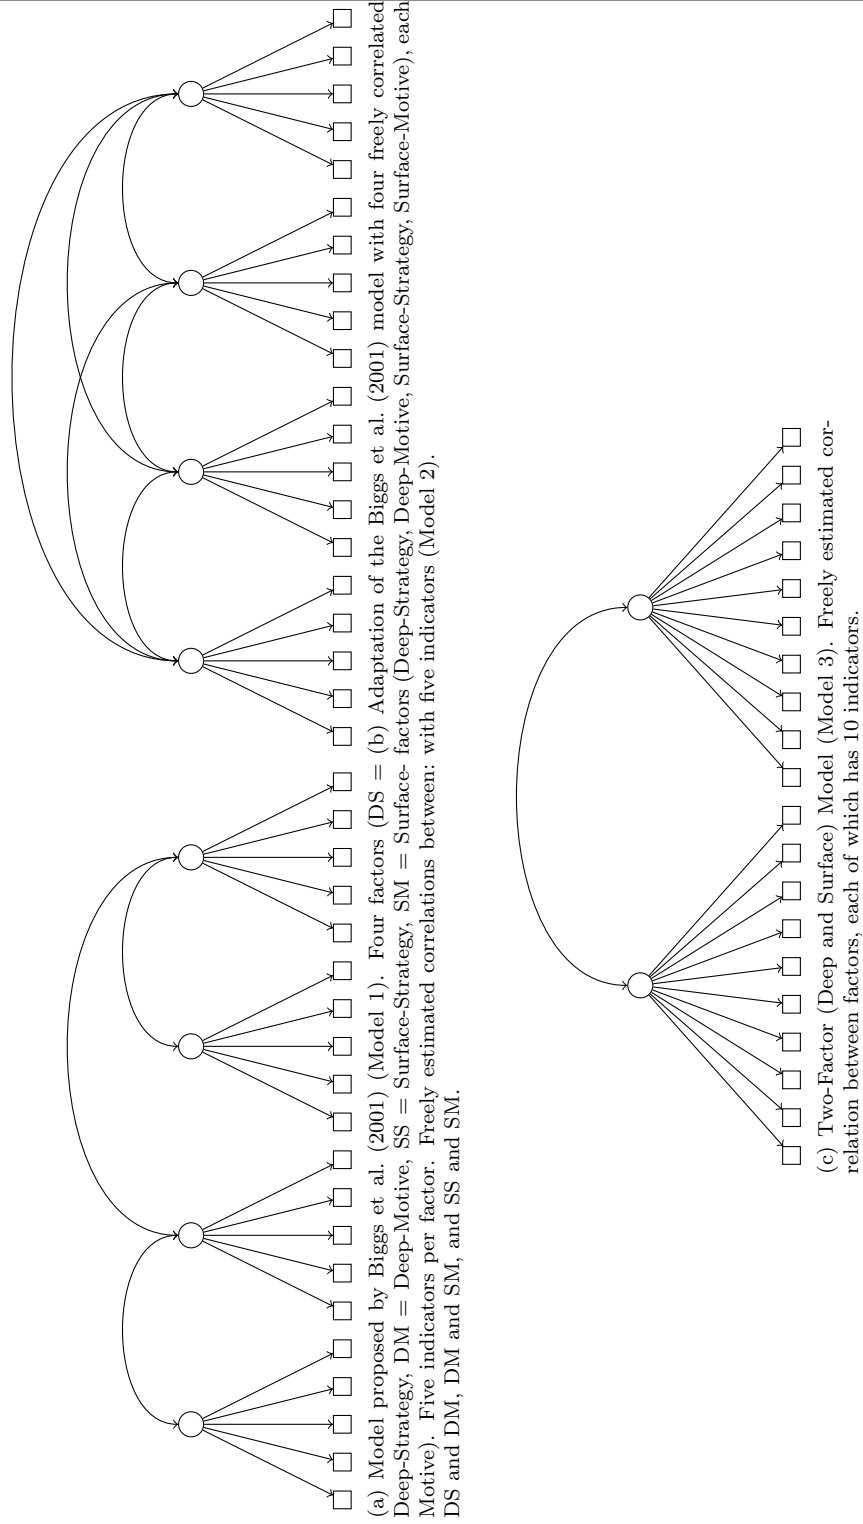 (a) Model proposed by Biggs et al. (2001) (Model 1). Four factors (DS =
Deep-Strategy, DM = Deep-Motive, SS = Surface-Strategy, SM = Surface-
Motive). Five indicators per factor. Freely estimated correlations between:
DS and DM, DM and SM, and SS and SM.
(b) Adaptation of the Biggs et al. (2001) model with four freely correlated
factors (Deep-Strategy, Deep-Motive, Surface-Strategy, Surface-Motive), each
with five indicators (Model 2).
(c) Two-Factor (Deep and Surface) Model (Model 3). Freely estimated cor-
relation between factors, each of which has 10 indicators.